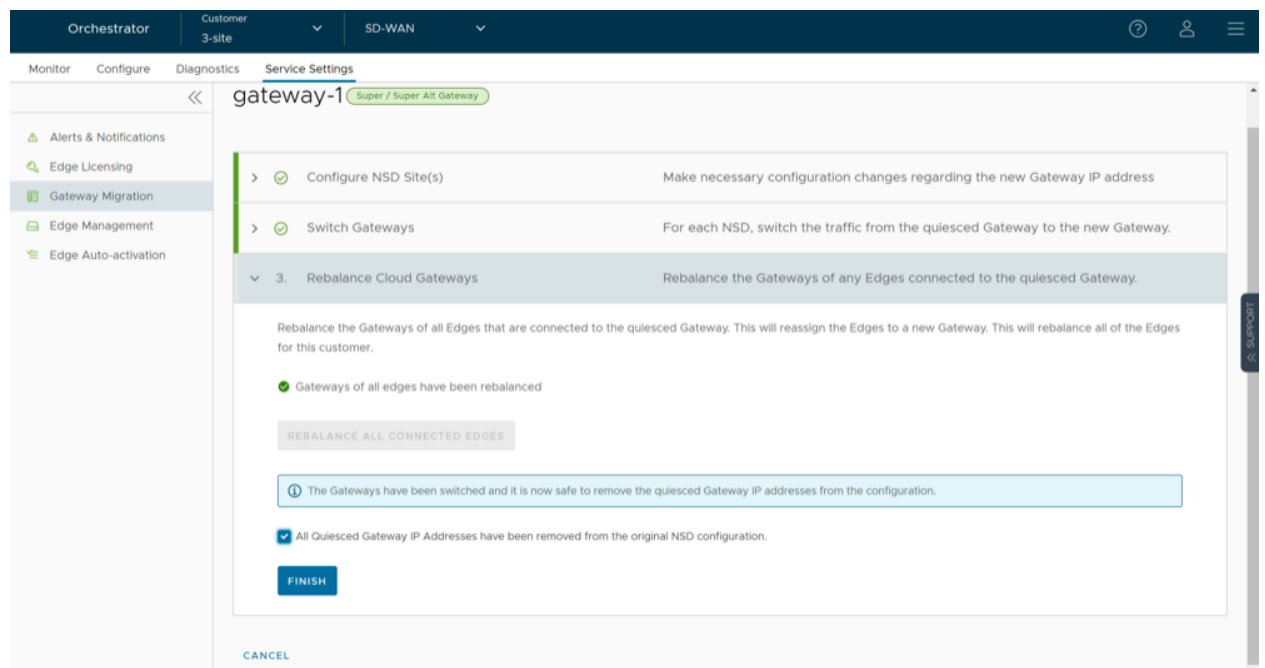 Orchestrator
Customer
3-site
SD-WAN
Monitor
Configure
Diagnostics
Service Settings
gateway-1
Super / Super Alt Gateway
Alerts & Notifications
Edge Licensing
Gateway Migration
Edge Management
Edge Auto-activation
Configure NSD Site(s)
Make necessary configuration changes regarding the new Gateway IP address
Switch Gateways
For each NSD, switch the traffic from the quiesced Gateway to the new Gateway.
3. Rebalance Cloud Gateways
Rebalance the Gateways of any Edges connected to the quiesced Gateway.
Rebalance the Gateways of all Edges that are connected to the quiesced Gateway. This will reassign the Edges to a new Gateway. This will rebalance all of the Edges
for this customer.
Gateways of all edges have been rebalanced
REBALANCE ALL CONNECTED EDGES
The Gateways have been switched and it is now safe to remove the quiesced Gateway IP addresses from the configuration.
All Quiesced Gateway IP Addresses have been removed from the original NSD configuration.
FINISH
CANCEL
SUPPORT